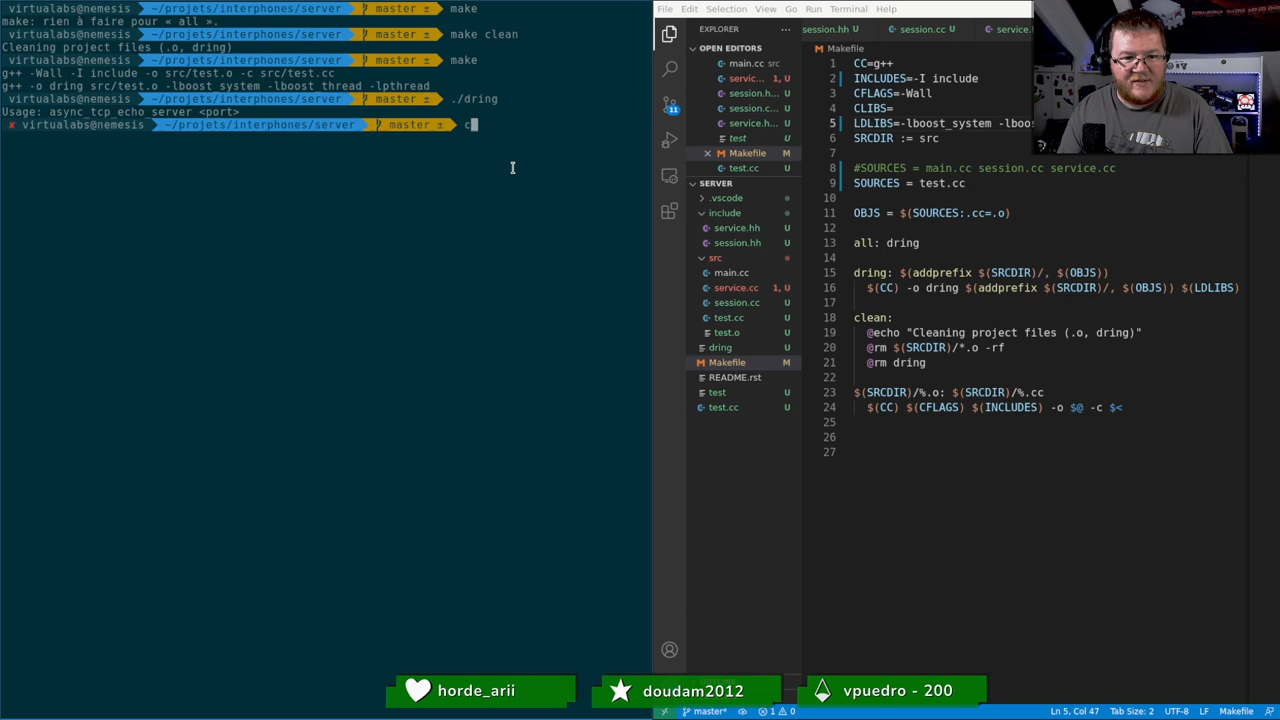 virtualabs@nemesis ~/projets/interphones/server master ± make
make: rien à faire pour « all ».
virtualabs@nemesis ~/projets/interphones/server master ± make clean
Cleaning project files (.o, dring)
virtualabs@nemesis ~/projets/interphones/server master ± make
g++ -Wall -I include -o src/test.o -c src/test.cc
g++ -o dring src/test.o -lboost_system -lboost_thread -lpthread
virtualabs@nemesis ~/projets/interphones/server master ± ./dring
Usage: async_tcp_echo_server <port>
✘ virtualabs@nemesis ~/projets/interphones/server master ± c
File Edit Selection View Go Run Terminal Help
EXPLORER ···
OPEN EDITORS
main.cc src
servic... 1, U
session.h... U
session.c... U
service.h... U
test U
Makefile M
test.cc U
SERVER
.vscode
include
service.hh U
session.hh U
src
main.cc
service.cc 1, U
session.cc U
test.cc U
test.o U
dring U
Makefile M
README.rst
test U
test.cc U
11
session.hh U session.cc U service.
Makefile
1 CC=g++
2 INCLUDES=-I include
3 CFLAGS=-Wall
4 CLIBS=
5 LDLIBS=-lboost_system -lboos
6 SRCDIR := src
7
8 #SOURCES = main.cc session.cc service.cc
9 SOURCES = test.cc
10
11 OBJS = $(SOURCES:.cc=.o)
12
13 all: dring
14
15 dring: $(addprefix $(SRCDIR)/, $(OBJS))
16 $(CC) -o dring $(addprefix $(SRCDIR)/, $(OBJS)) $(LDLIBS)
17
18 clean:
19 @echo "Cleaning project files (.o, dring)"
20 @rm $(SRCDIR)/*.o -rf
21 @rm dring
22
23 $(SRCDIR)/%.o: $(SRCDIR)/%.cc
24 $(CC) $(CFLAGS) $(INCLUDES) -o $@ -c $<
25
26
27
horde_arii
doudam2012
vpuedro - 200
master* 1 0 Ln 5, Col 47 Tab Size: 2 UTF-8 LF Makefile